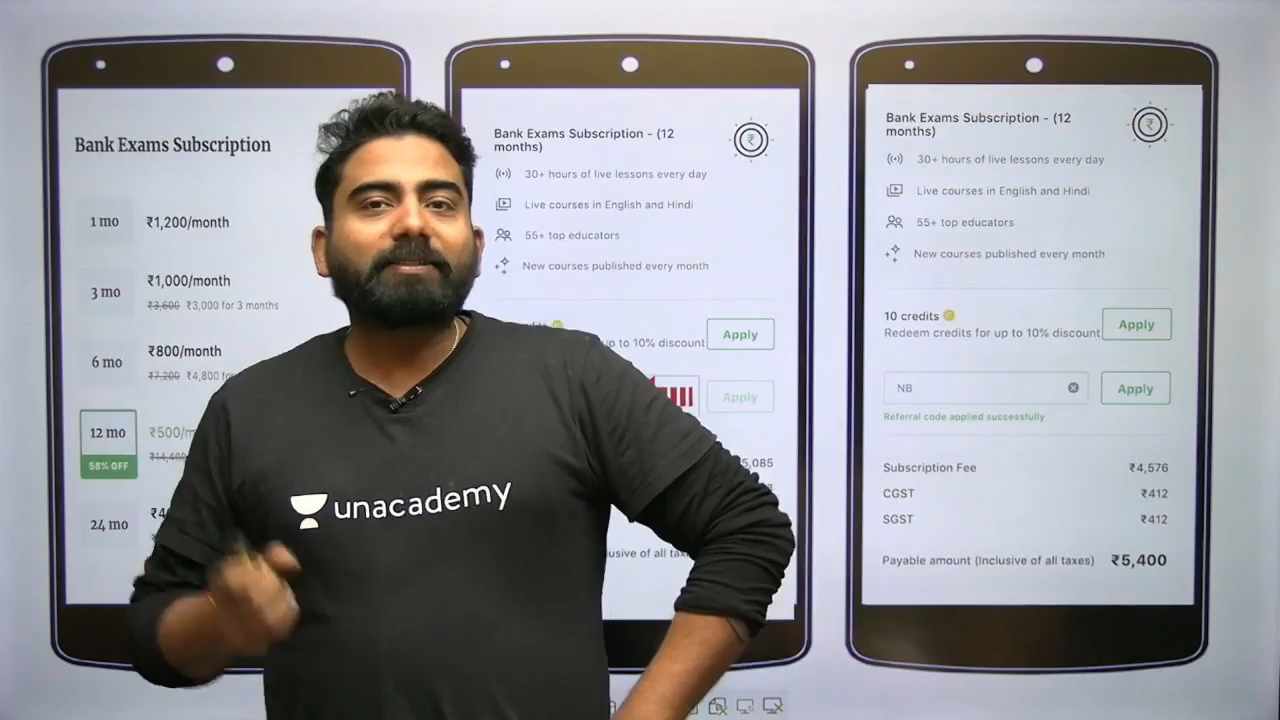 Bank Exams Subscription
1 mo
₹1,200/month
3 mo
₹1,000/month
₹3,600 ₹3,000 for 3 months
6 mo
₹800/month
₹7,200 ₹4,800
12 mo
₹500/m
58% OFF
₹14,400
24 mo
unacademy
Bank Exams Subscription - (12
months)
30+ hours of live lessons every day
Live courses in English and Hindi
55+ top educators
New courses published every month
up to 10% discount
Apply
Apply
5,085
usive of all tax
Bank Exams Subscription - (12
months)
30+ hours of live lessons every day
Live courses in English and Hindi
55+ top educators
New courses published every month
10 credits
Redeem credits for up to 10% discount
Apply
NB
Apply
Referral code applied successfully
Subscription Fee ₹4,576
CGST ₹412
SGST ₹412
Payable amount (Inclusive of all taxes) ₹5,400